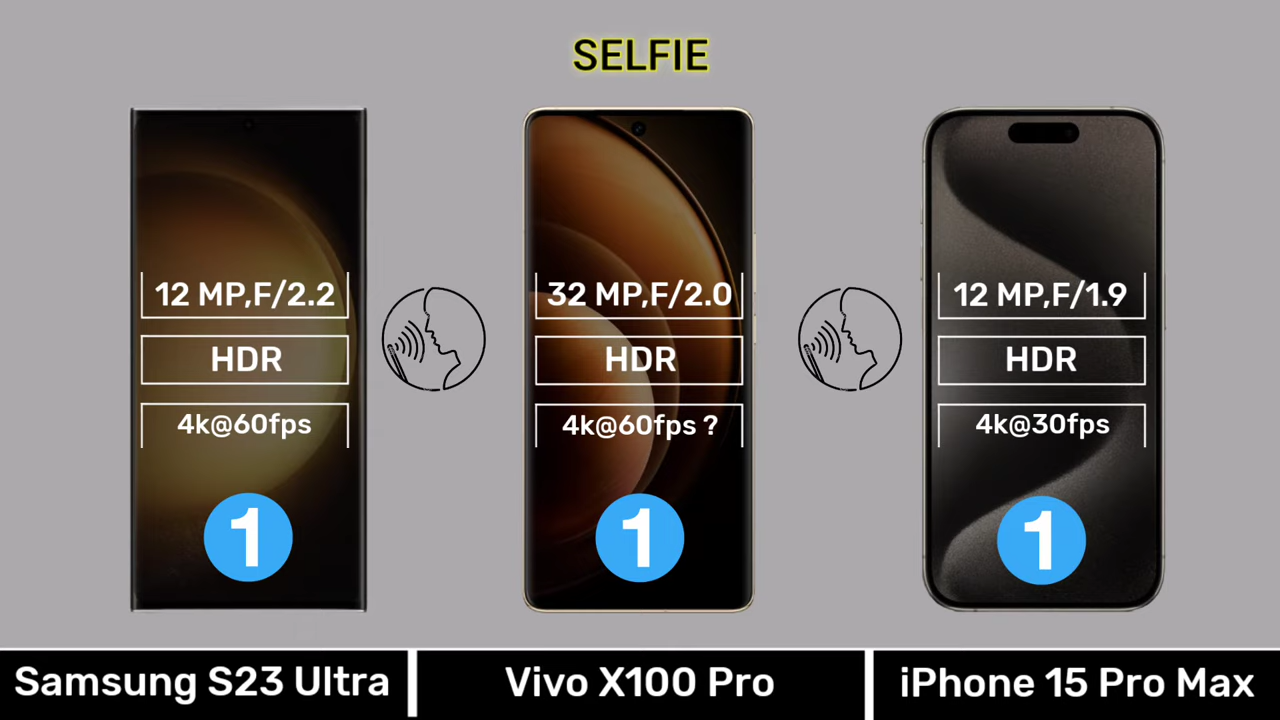 SELFIE
12 MP,F/2.2
HDR
4k@60fps
1
32 MP,F/2.0
HDR
4k@60fps ?
1
12 MP,F/1.9
HDR
4k@30fps
1
Samsung S23 Ultra
Vivo X100 Pro
iPhone 15 Pro Max